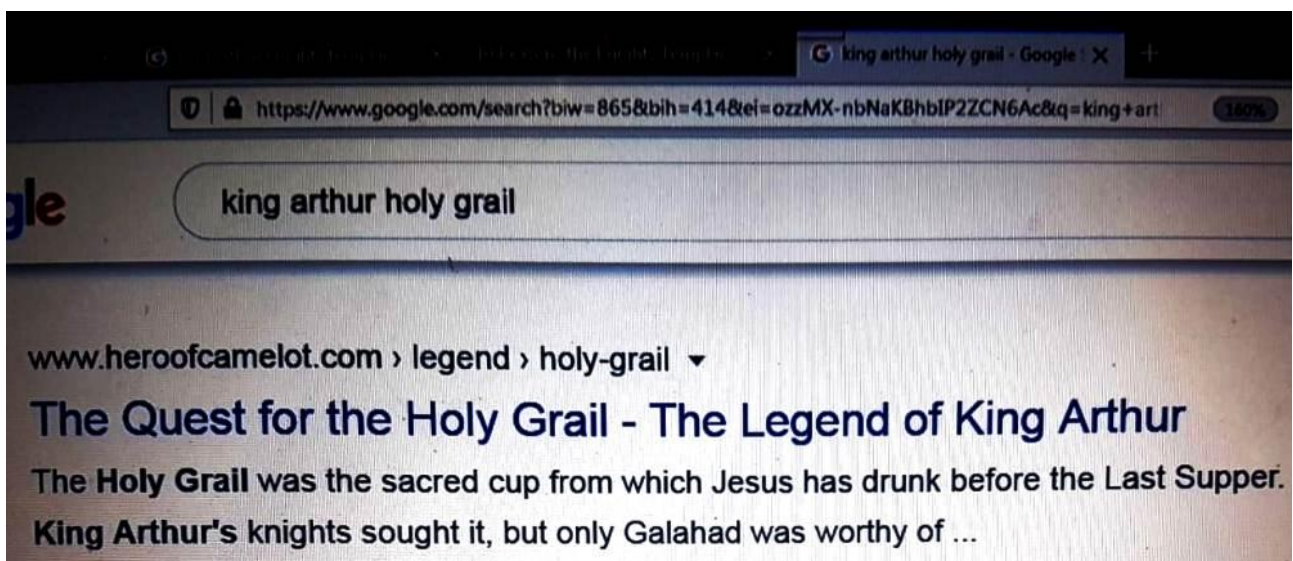 king arthur holy grail - Google
https://www.google.com/search?biw=865&bih=414&ei=ozzMX-nbNaKBhbIP2ZCN6Ac&q=king+art
160%
gle
king arthur holy grail
www.heroofcamelot.com › legend › holy-grail
The Quest for the Holy Grail - The Legend of King Arthur
The Holy Grail was the sacred cup from which Jesus has drunk before the Last Supper.
King Arthur's knights sought it, but only Galahad was worthy of ...